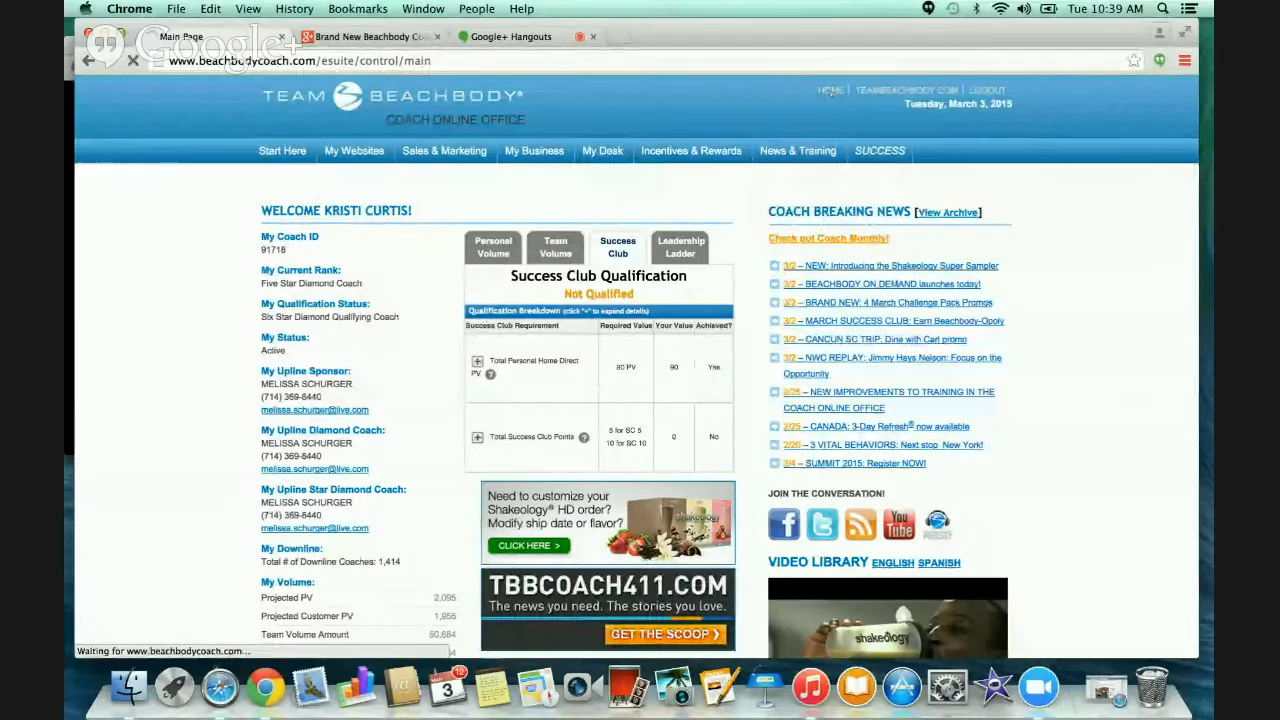 Chrome File Edit View History Bookmarks Window People Help Tue 10:39 AM
Google+
Main Page Brand New Beachbody Co Google+ Hangouts
www.beachbodycoach.com/esuite/control/main
TEAM BEACHBODY®
COACH ONLINE OFFICE
HOME | TEAMBEACHBODY.COM | LOGOUT
Tuesday, March 3, 2015
Start Here My Websites Sales & Marketing My Business My Desk Incentives & Rewards News & Training SUCCESS
WELCOME KRISTI CURTIS!
My Coach ID
91718
My Current Rank:
Five Star Diamond Coach
My Qualification Status:
Six Star Diamond Qualifying Coach
My Status:
Active
My Upline Sponsor:
MELISSA SCHURGER
(714) 369-8440
melissa.schurger@live.com
My Upline Diamond Coach:
MELISSA SCHURGER
(714) 369-8440
melissa.schurger@live.com
My Upline Star Diamond Coach:
MELISSA SCHURGER
(714) 369-8440
melissa.schurger@live.com
My Downline:
Total # of Downline Coaches: 1,414
My Volume:
Projected PV 2,095
Projected Customer PV 1,955
Team Volume Amount 50,684
Personal Volume Team Volume Success Club Leadership Ladder
Success Club Qualification
Not Qualified
Qualification Breakdown (click "+" to expand details)
Success Club Requirement Required Value Your Value Achieved?
Total Personal Home Direct PV 90 PV 90 Yes
Total Success Club Points 5 for SC 5 10 for SC 10 0 No
Need to customize your
Shakeology® HD order?
Modify ship date or flavor?
CLICK HERE >
shakeology
TBBCOACH411.COM
The news you need. The stories you love.
GET THE SCOOP ❯
COACH BREAKING NEWS [View Archive]
Check out Coach Monthly!
3/2 – NEW: Introducing the Shakeology Super Sampler
3/2 – BEACHBODY ON DEMAND launches today!
3/2 – BRAND NEW: 4 March Challenge Pack Promos
3/2 – MARCH SUCCESS CLUB: Earn Beachbody-Opoly
3/2 – CANCUN SC TRIP: Dine with Carl promo
3/2 – NWC REPLAY: Jimmy Hays Nelson: Focus on the
Opportunity
2/25 – NEW IMPROVEMENTS TO TRAINING IN THE
COACH ONLINE OFFICE
2/25 – CANADA: 3-Day Refresh® now available
2/20 – 3 VITAL BEHAVIORS: Next stop New York!
2/4 – SUMMIT 2015: Register NOW!
JOIN THE CONVERSATION!
You Tube
PODCAST
VIDEO LIBRARY ENGLISH SPANISH
shakeology
Waiting for www.beachbodycoach.com...
12
3